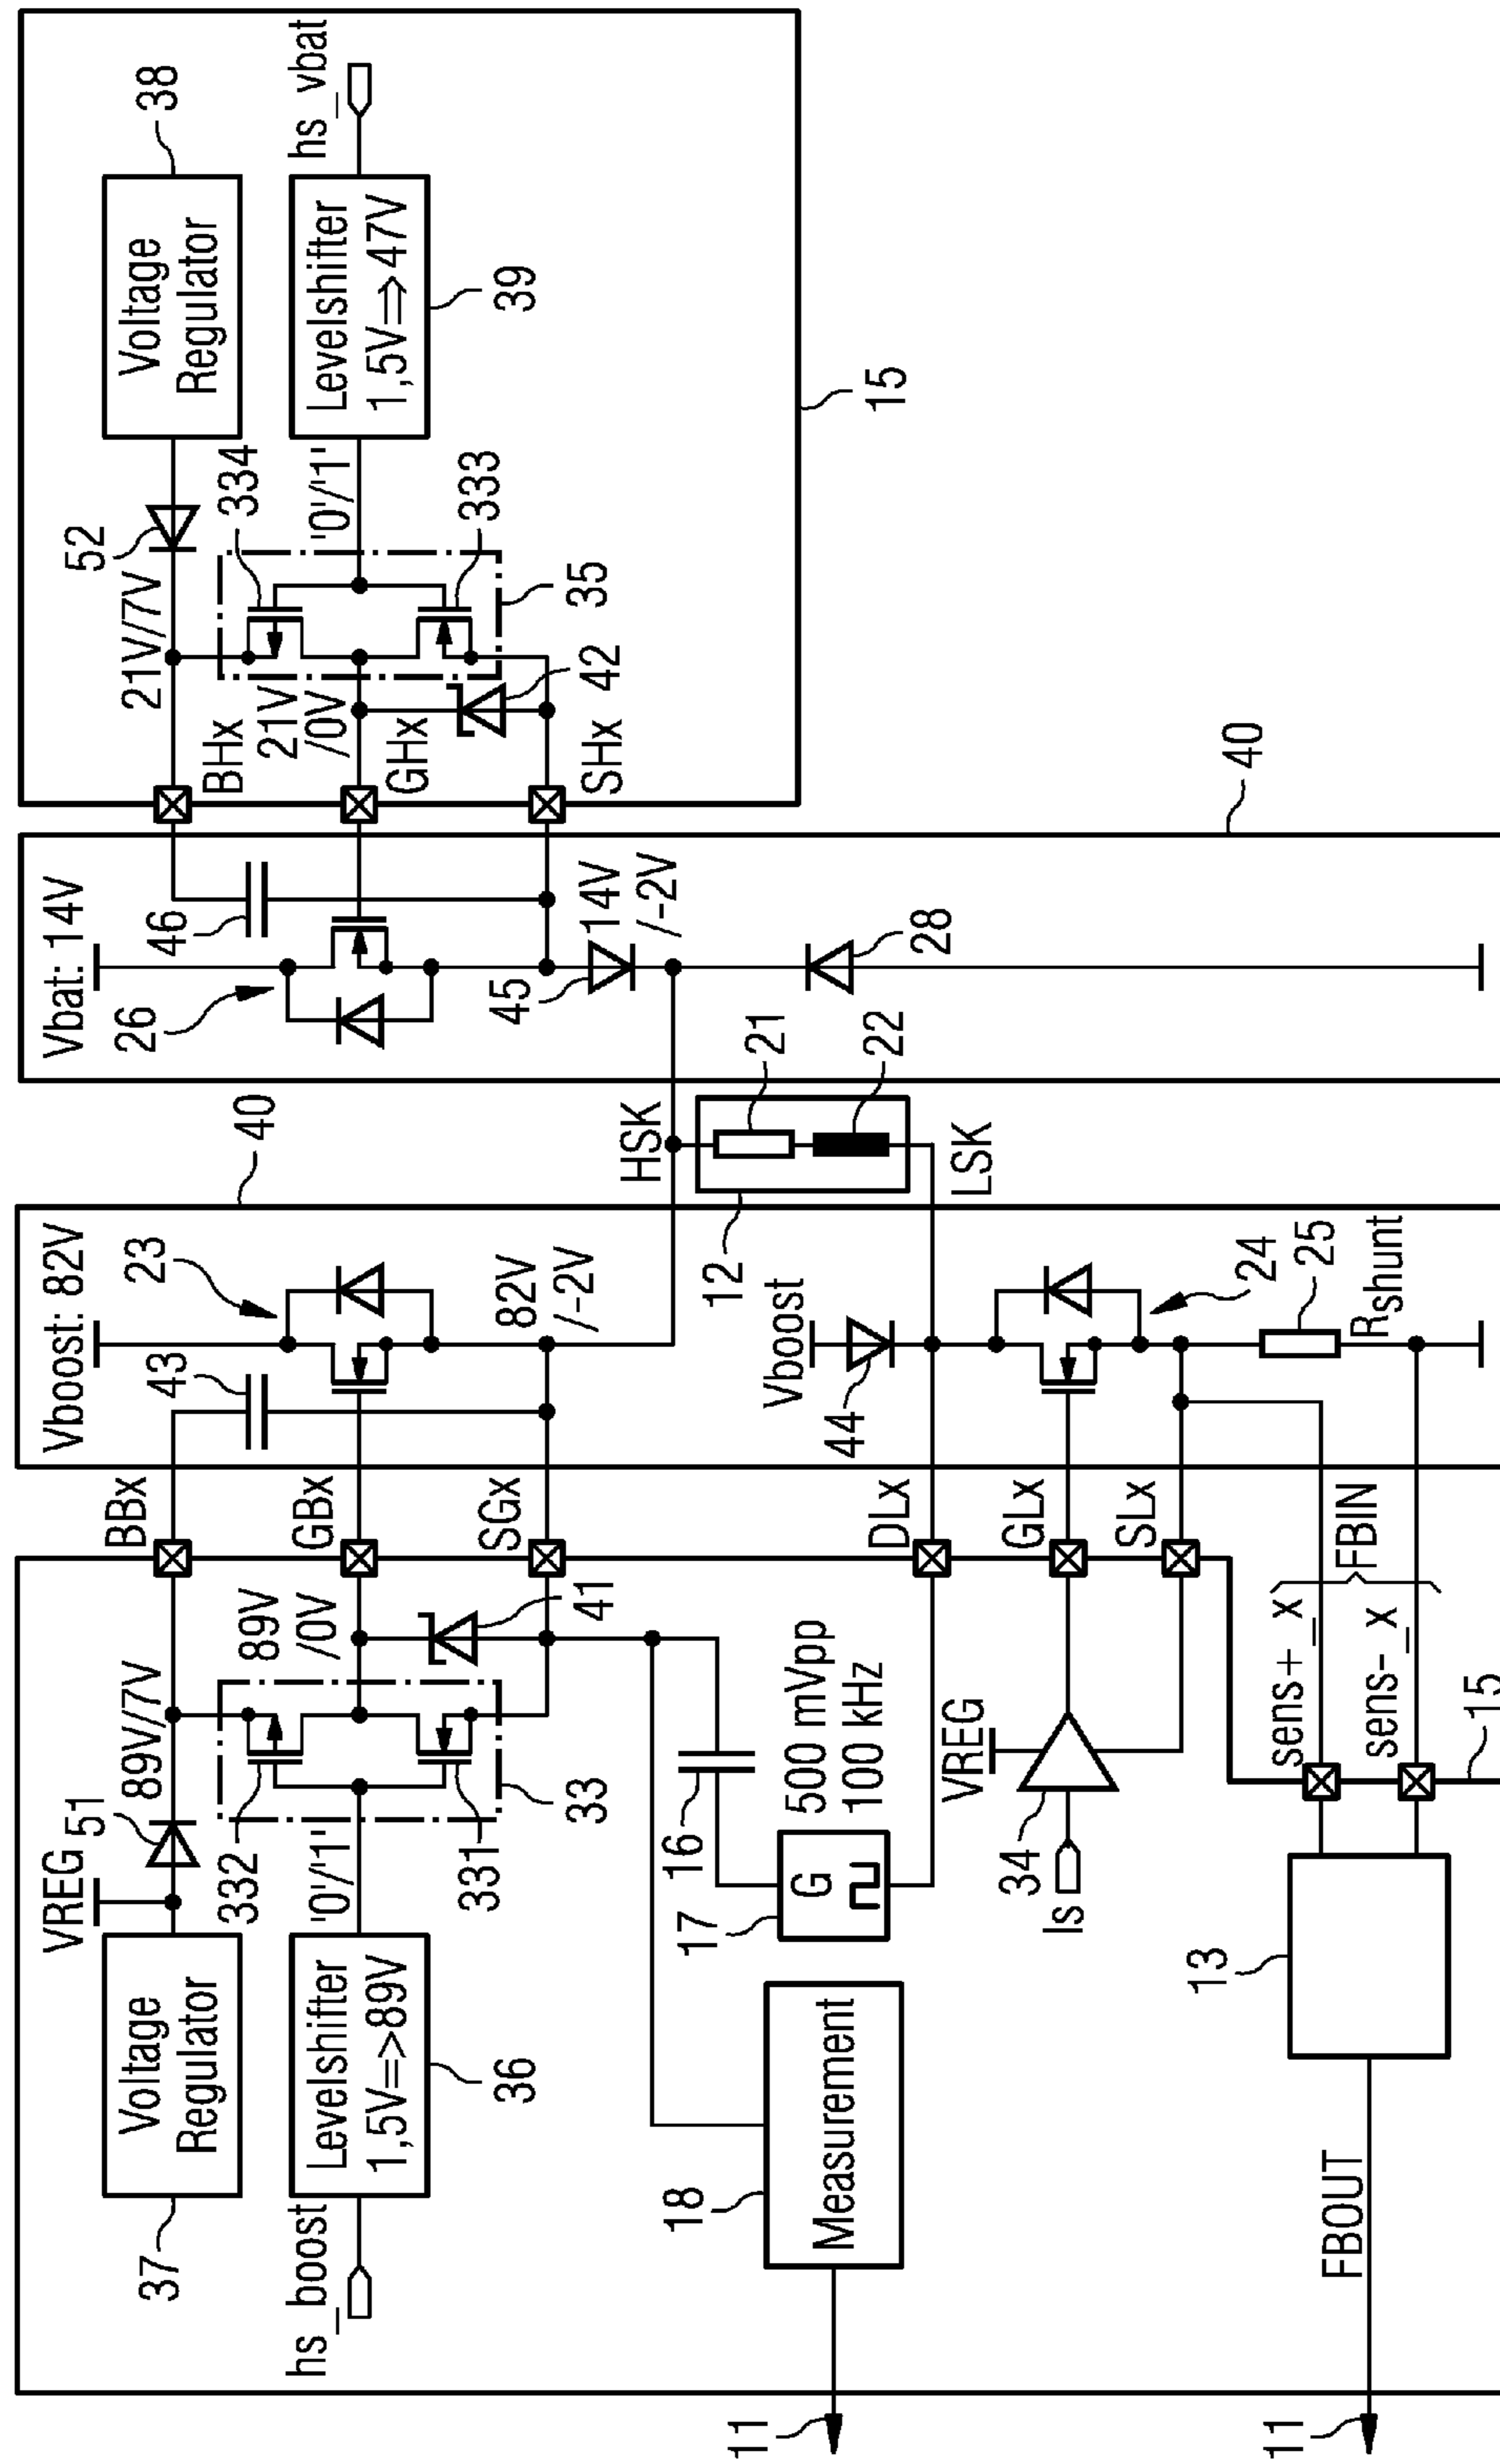 37
Voltage
Regulator
VREG
51
89V/7V
BBx
hs_boost
Levelshifter
1,5V=>89V
36
'0'/'1'
332
331
33
89V
/0V
GBx
41
SGx
18
Measurement
11
17
G
16
500 mVpp
100 kHz
DLx
VREG
34
Is
GLx
SLx
13
FBOUT
11
sens+_x
sens-_x
FBIN
15
Vboost: 82V
43
23
82V
/-2V
40
Vboost
44
24
25
Rshunt
HSK
12
21
22
LSK
Vbat: 14V
26
46
45
14V
/-2V
28
40
BHx
21V/7V
52
Voltage
Regulator
38
21V
/0V
GHx
334
'0'/'1'
333
35
42
SHx
Levelshifter
1,5V⇒47V
39
hs_vbat
15